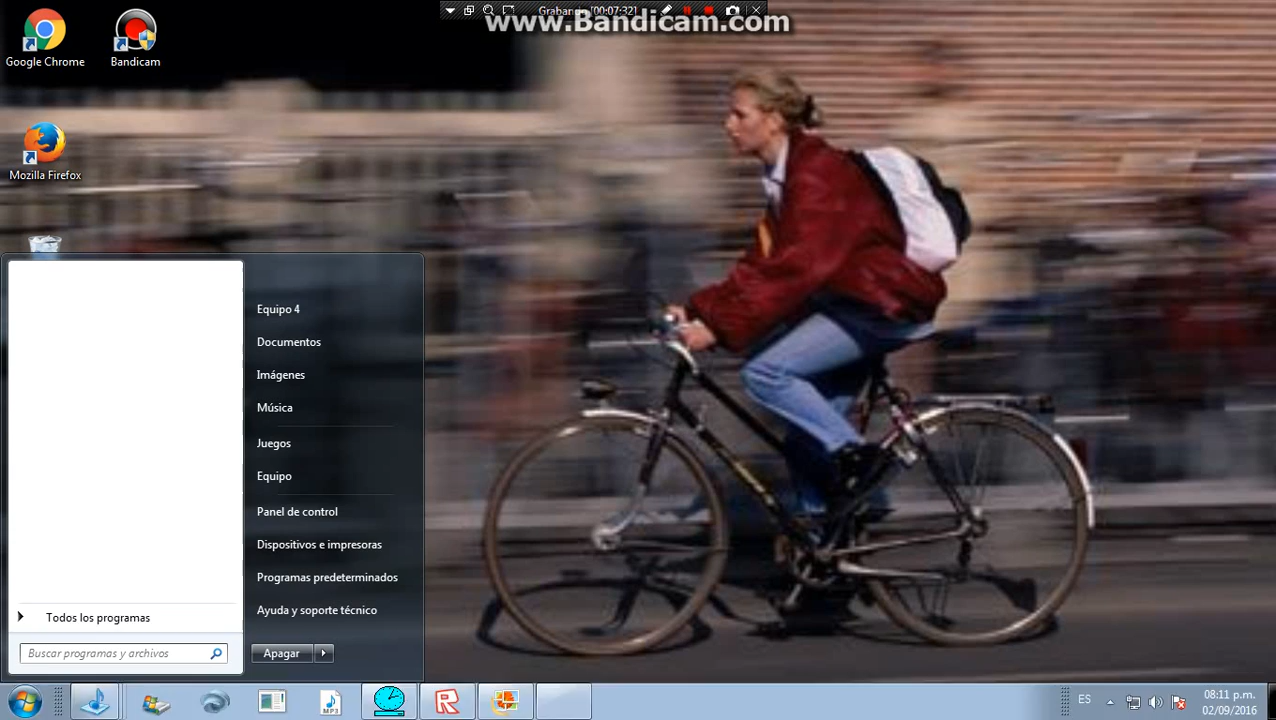 Grabando [00:07:32]
www.Bandicam.com
Google Chrome
Bandicam
Mozilla Firefox
Equipo 4
Documentos
Imágenes
Música
Juegos
Equipo
Panel de control
Dispositivos e impresoras
Programas predeterminados
Ayuda y soporte técnico
Todos los programas
Buscar programas y archivos
Apagar
MP3
ES
08:11 p.m.
02/09/2016